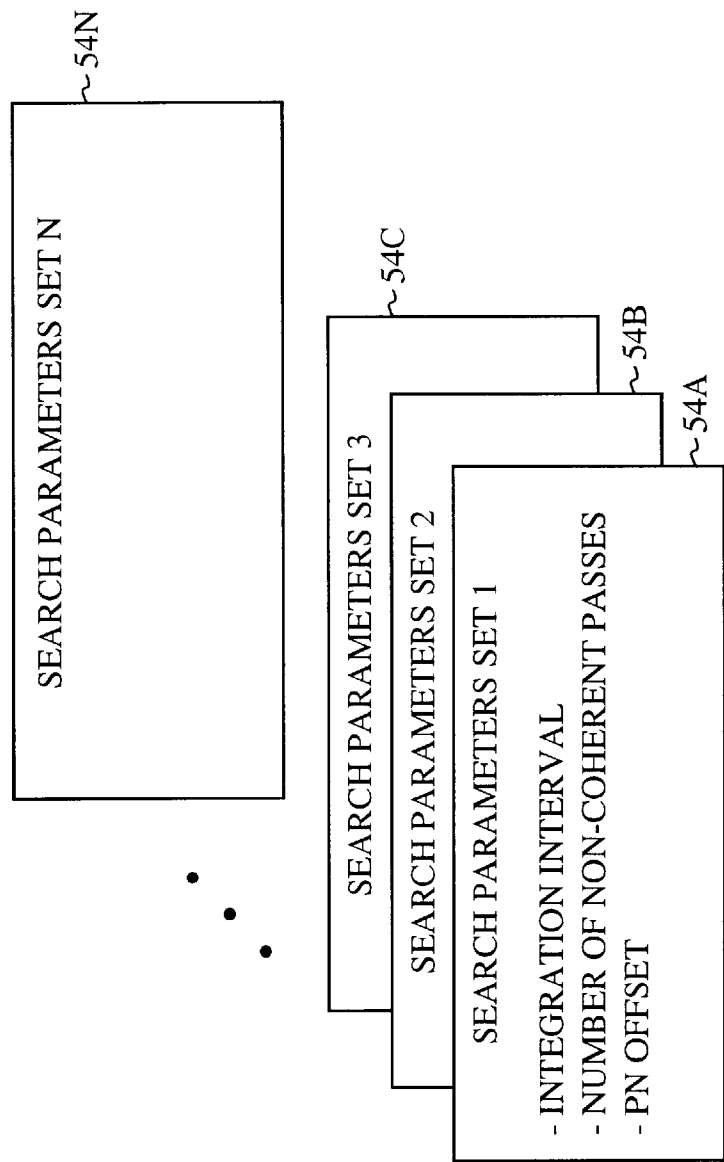 SEARCH PARAMETERS SET N
54N
SEARCH PARAMETERS SET 3
54C
SEARCH PARAMETERS SET 2
54B
SEARCH PARAMETERS SET 1
54A
- INTEGRATION INTERVAL
- NUMBER OF NON-COHERENT PASSES
- PN OFFSET